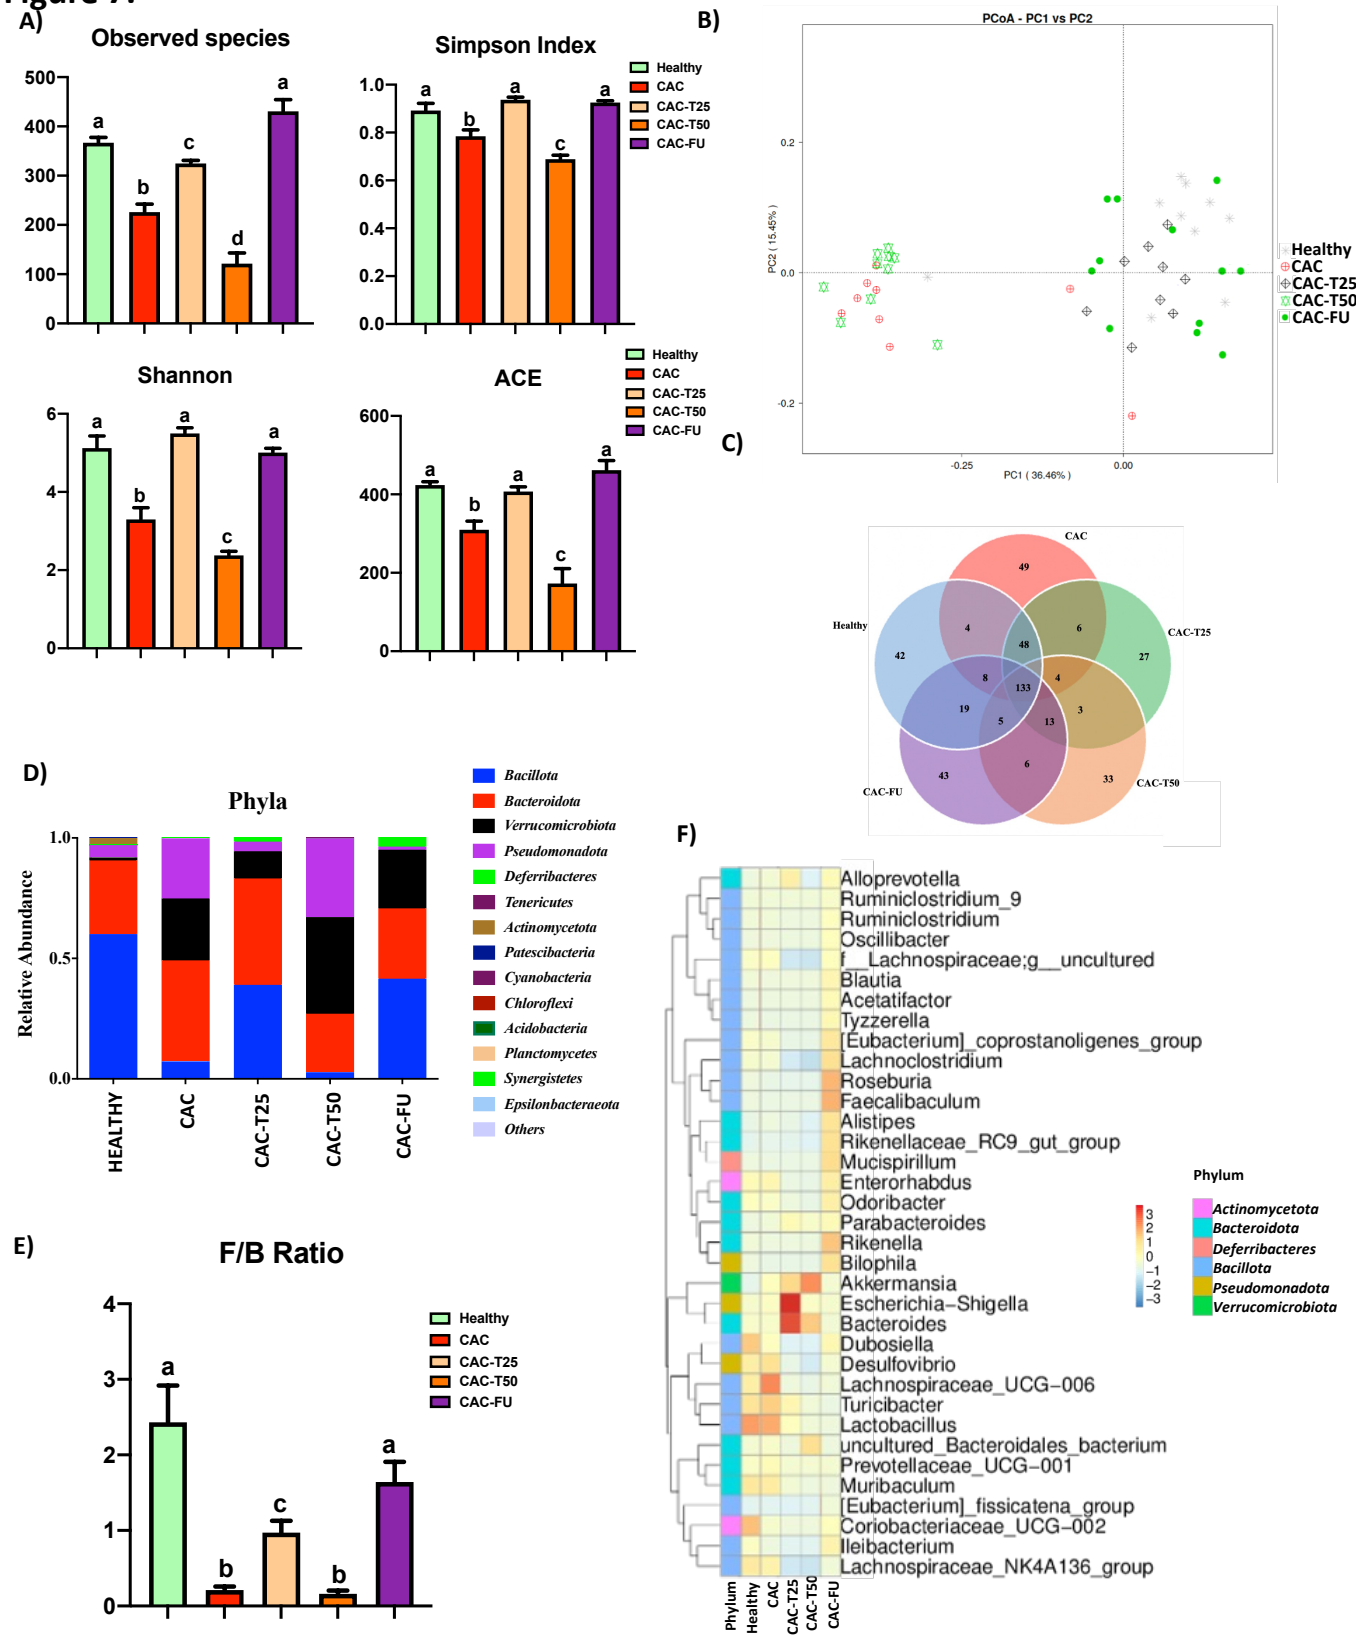 Figure 7.
A)
Observed species
500
400
300
200
100
0
a
b
c
d
a
Simpson Index
1.0
0.8
0.6
0.4
0.2
0.0
a
b
a
c
a
Healthy
CAC
CAC-T25
CAC-T50
CAC-FU
Shannon
6
4
2
0
a
b
a
c
a
ACE
600
400
200
0
a
b
a
c
a
Healthy
CAC
CAC-T25
CAC-T50
CAC-FU
B)
PCoA - PC1 vs PC2
PC2 ( 15.45% )
0.2
0.0
-0.2
-0.25
0.00
PC1 ( 36.46% )
Healthy
CAC
CAC-T25
CAC-T50
CAC-FU
C)
CAC
Healthy
CAC-T25
CAC-FU
CAC-T50
49
4
6
42
48
27
8
133
4
19
5
13
3
43
6
33
D)
Phyla
Relative Abundance
1.0
0.5
0.0
HEALTHY
CAC
CAC-T25
CAC-T50
CAC-FU
Bacillota
Bacteroidota
Verrucomicrobiota
Pseudomonadota
Deferribacteres
Tenericutes
Actinomycetota
Patescibacteria
Cyanobacteria
Chloroflexi
Acidobacteria
Planctomycetes
Synergistetes
Epsilonbacteraeota
Others
E)
F/B Ratio
4
3
2
1
0
a
b
c
b
a
Healthy
CAC
CAC-T25
CAC-T50
CAC-FU
F)
Alloprevotella
Ruminiclostridium_9
Ruminiclostridium
Oscillibacter
f__Lachnospiraceae;g__uncultured
Blautia
Acetatifactor
Tyzzerella
[Eubacterium]_coprostanoligenes_group
Lachnoclostridium
Roseburia
Faecalibaculum
Alistipes
Rikenellaceae_RC9_gut_group
Mucispirillum
Enterorhabdus
Odoribacter
Parabacteroides
Rikenella
Bilophila
Akkermansia
Escherichia−Shigella
Bacteroides
Dubosiella
Desulfovibrio
Lachnospiraceae_UCG−006
Turicibacter
Lactobacillus
uncultured_Bacteroidales_bacterium
Prevotellaceae_UCG−001
Muribaculum
[Eubacterium]_fissicatena_group
Coriobacteriaceae_UCG−002
Ileibacterium
Lachnospiraceae_NK4A136_group
Phylum
Healthy
CAC
CAC-T25
CAC-T50
CAC-FU
3
2
1
0
−1
−2
−3
Phylum
Actinomycetota
Bacteroidota
Deferribacteres
Bacillota
Pseudomonadota
Verrucomicrobiota